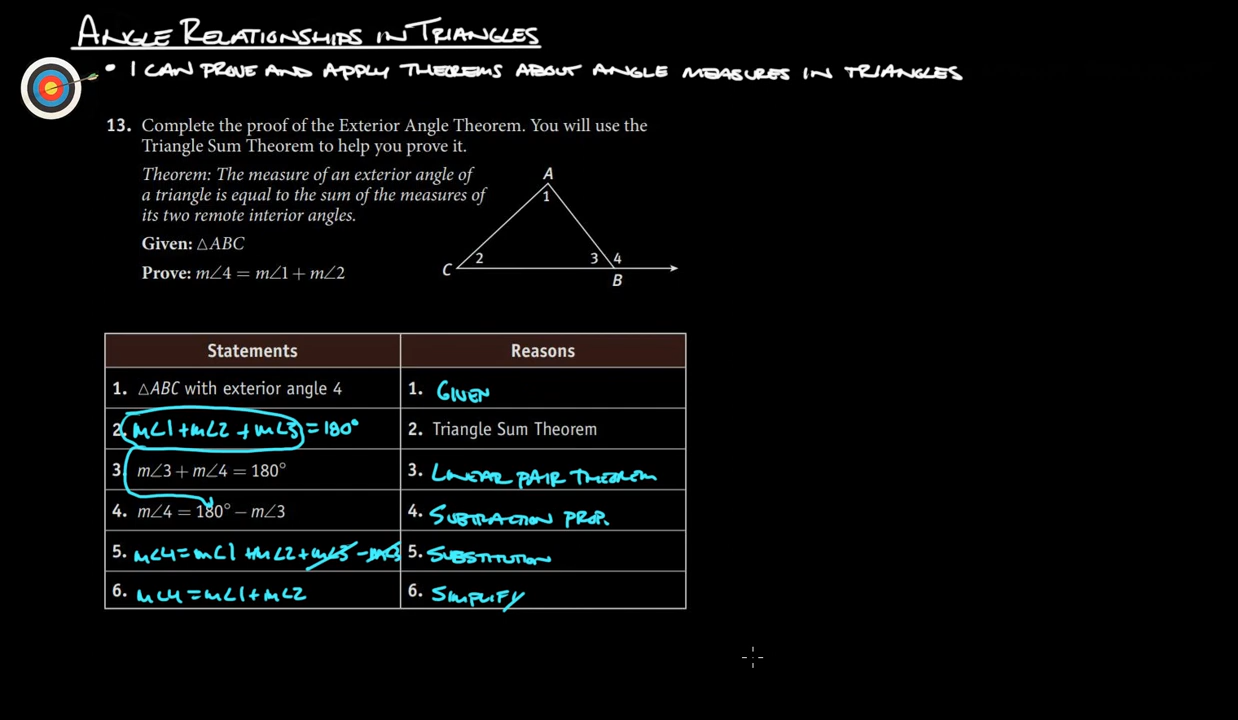 ANGLE RELATIONSHIPS IN TRIANGLES
• I CAN PROVE AND APPLY THEOREMS ABOUT ANGLE MEASURES IN TRIANGLES
13. Complete the proof of the Exterior Angle Theorem. You will use the
Triangle Sum Theorem to help you prove it.
Theorem: The measure of an exterior angle of
a triangle is equal to the sum of the measures of
its two remote interior angles.
Given: △ABC
Prove: m∠4 = m∠1 + m∠2
A
1
C
2
3
4
B
Statements
Reasons
1. △ABC with exterior angle 4
1. GIVEN
2. m∠1 + m∠2 + m∠3 = 180°
2. Triangle Sum Theorem
3. m∠3 + m∠4 = 180°
3. LINEAR PAIR THEOREM
4. m∠4 = 180° − m∠3
4. SUBTRACTION PROP.
5. m∠4 = m∠1 + m∠2 + m∠3 − m∠3
5. SUBSTITUTION
6. m∠4 = m∠1 + m∠2
6. SIMPLIFY